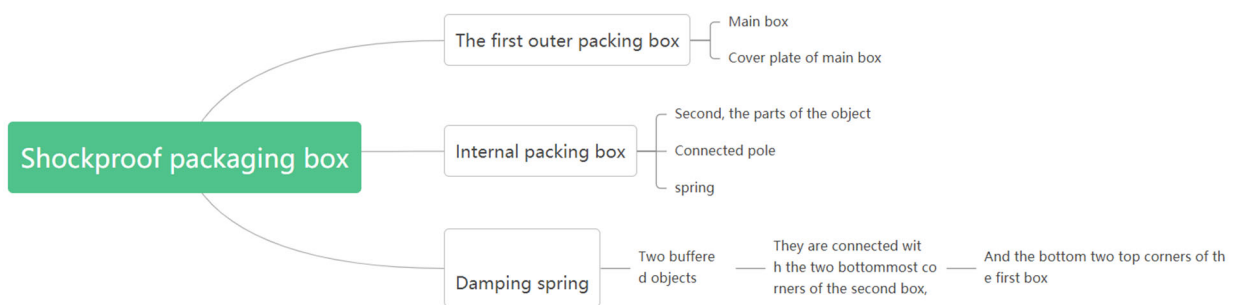 Shockproof packaging box
The first outer packing box
Main box
Cover plate of main box
Internal packing box
Second, the parts of the object
Connected pole
spring
Damping spring
Two buffere
d objects
They are connected wit
h the two bottommost co
rners of the second box,
And the bottom two top corners of th
e first box